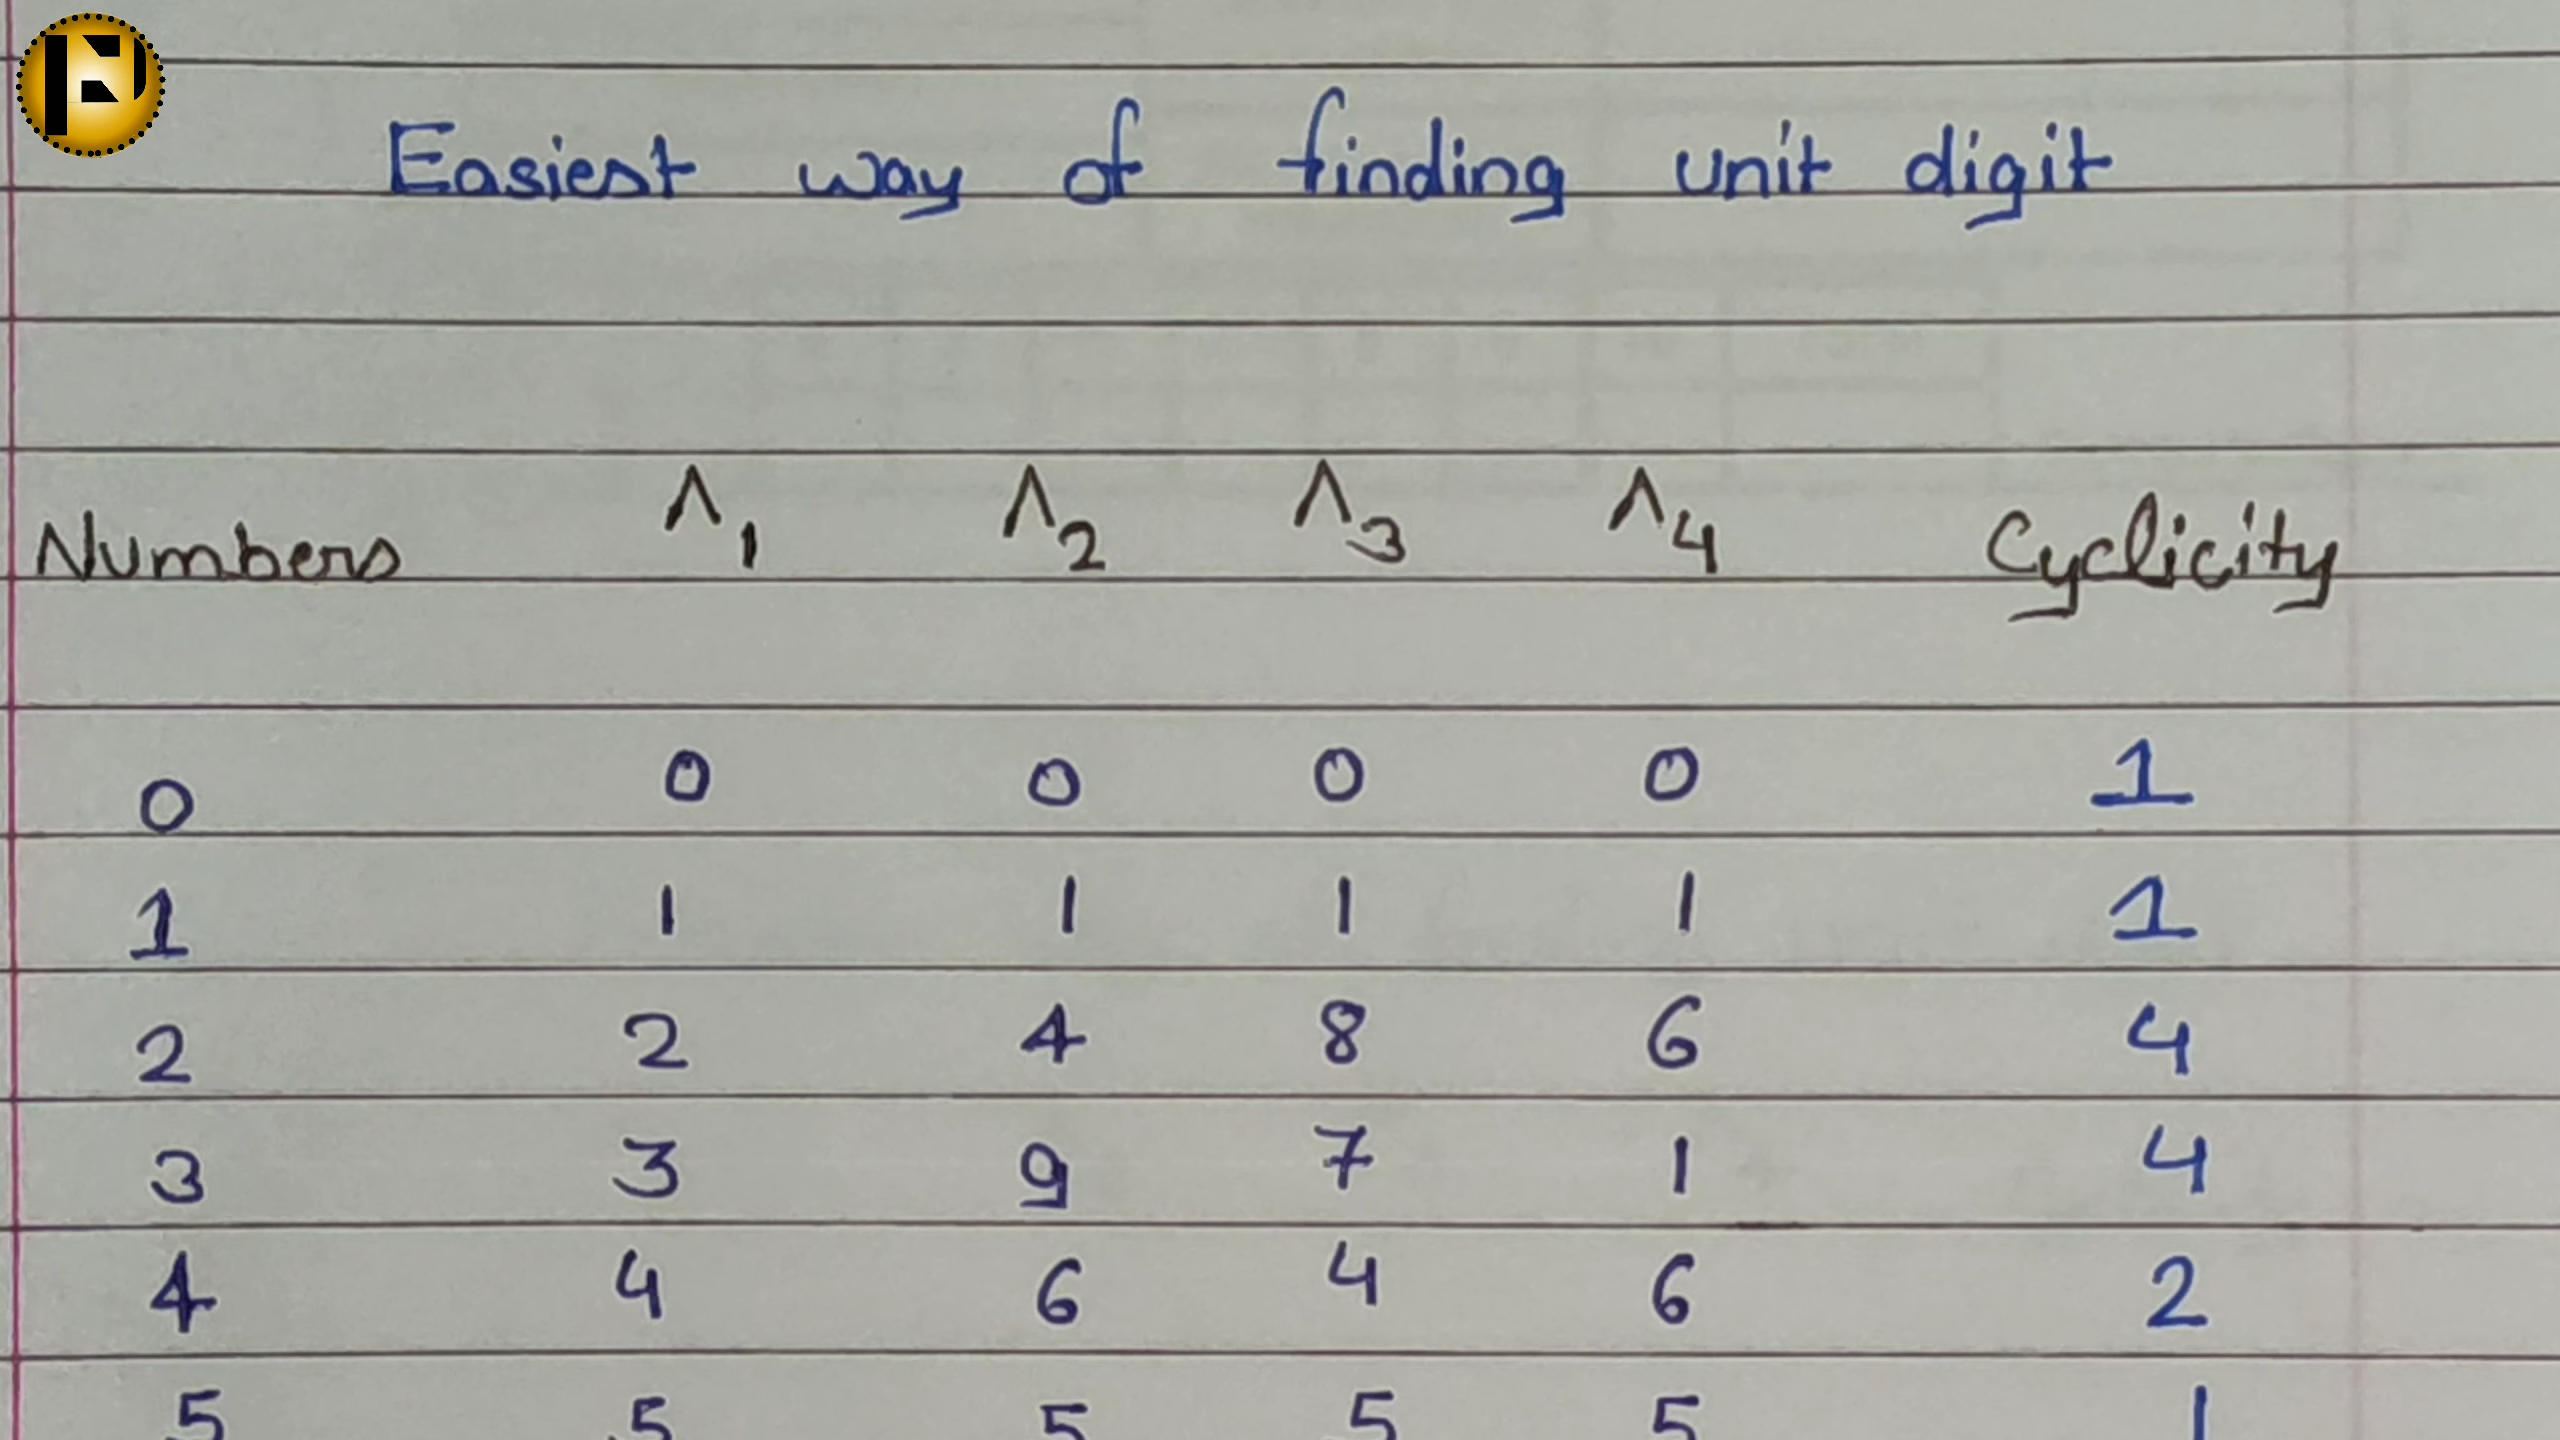 Easiest way of finding unit digit
Numbers ^1 ^2 ^3 ^4 Cyclicity
0 0 0 0 0 1
1 1 1 1 1 1
2 2 4 8 6 4
3 3 9 7 1 4
4 4 6 4 6 2
5 5 5 5 5 1